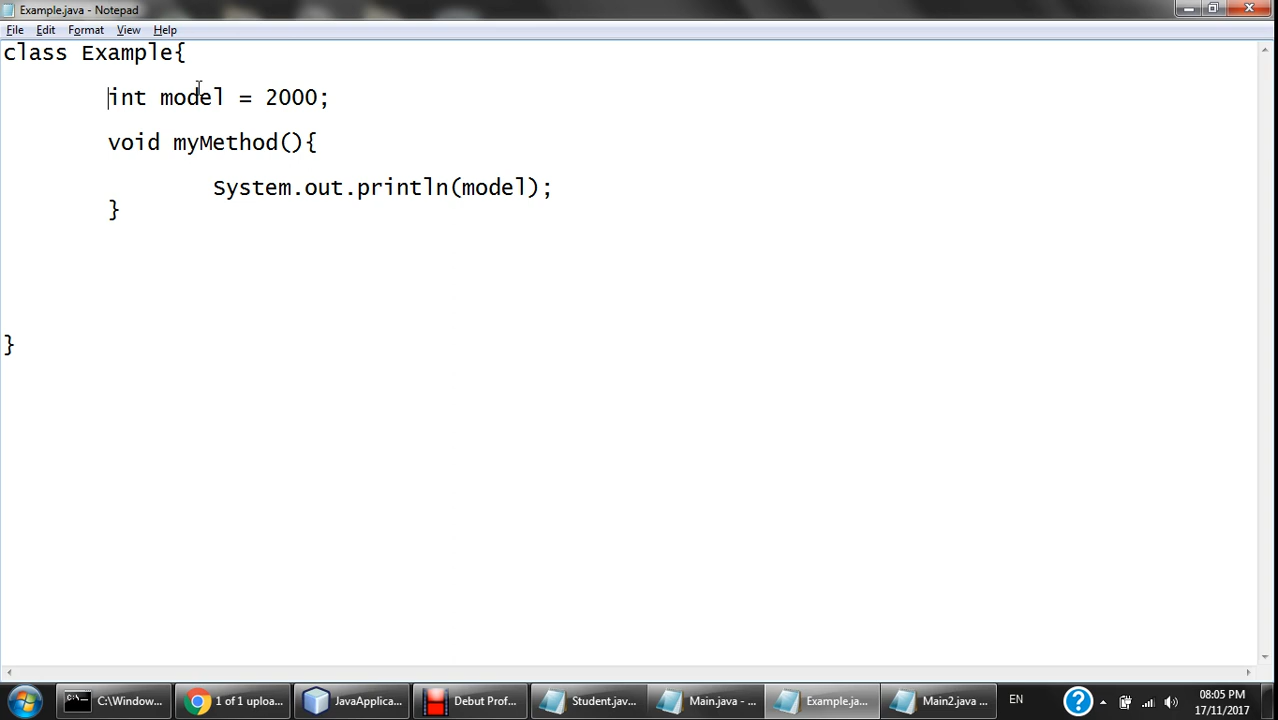 Example.java - Notepad
File Edit Format View Help
class Example{
int model = 2000;
void myMethod(){
System.out.println(model);
}
}
C:\Window... 1 of 1 uploa... JavaApplica... Debut Prof... Student.jav... Main.java - ... Example.ja... Main2.java ... EN ? 08:05 PM
17/11/2017